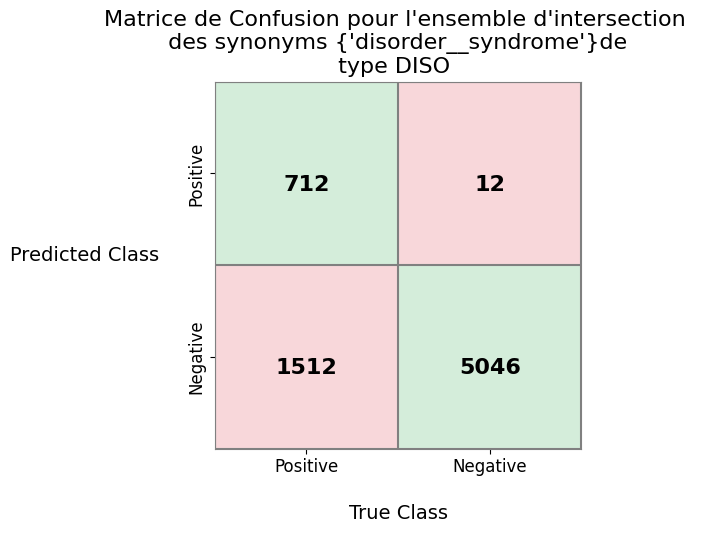 Matrice de Confusion pour l'ensemble d'intersection
des synonyms {'disorder__syndrome'}de
type DISO
Positive
712
12
Predicted Class
Negative
1512
5046
Positive
Negative
True Class